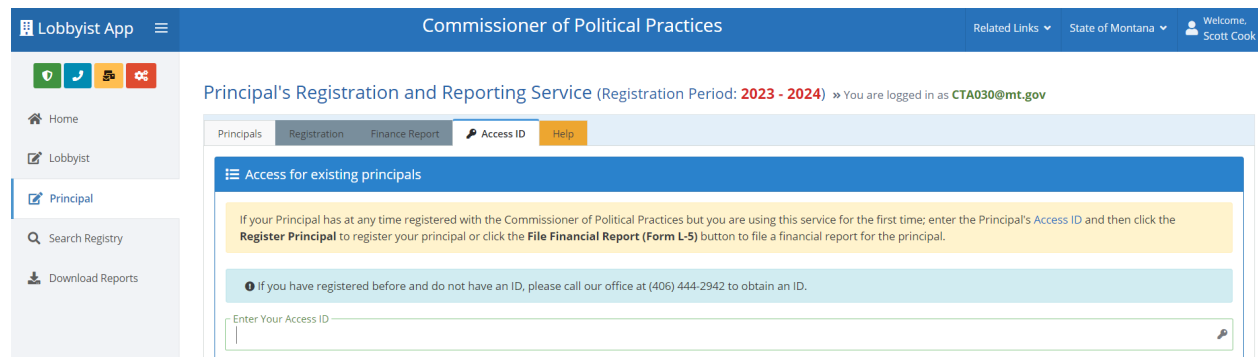 Lobbyist App
Commissioner of Political Practices
Related Links
State of Montana
Welcome,
Scott Cook
Home
Lobbyist
Principal
Search Registry
Download Reports
Principal's Registration and Reporting Service (Registration Period: 2023 - 2024) » You are logged in as CTA030@mt.gov
Principals
Registration
Finance Report
Access ID
Help
Access for existing principals
If your Principal has at any time registered with the Commissioner of Political Practices but you are using this service for the first time; enter the Principal's Access ID and then click the
Register Principal to register your principal or click the File Financial Report (Form L-5) button to file a financial report for the principal.
If you have registered before and do not have an ID, please call our office at (406) 444-2942 to obtain an ID.
Enter Your Access ID